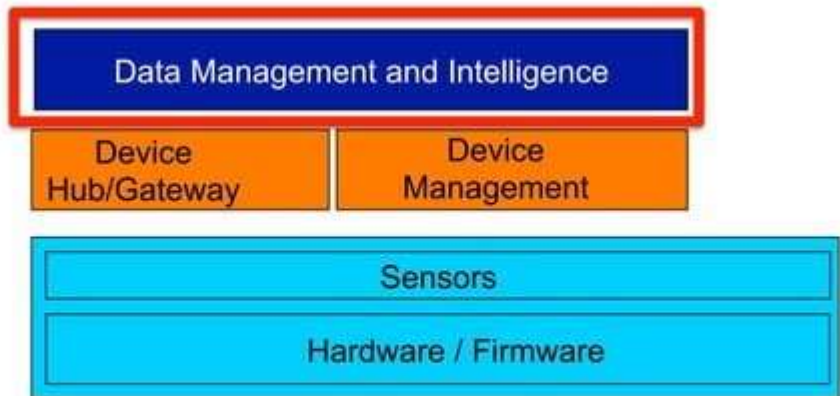 Data Management and Intelligence
Device
Hub/Gateway
Device
Management
Sensors
Hardware / Firmware